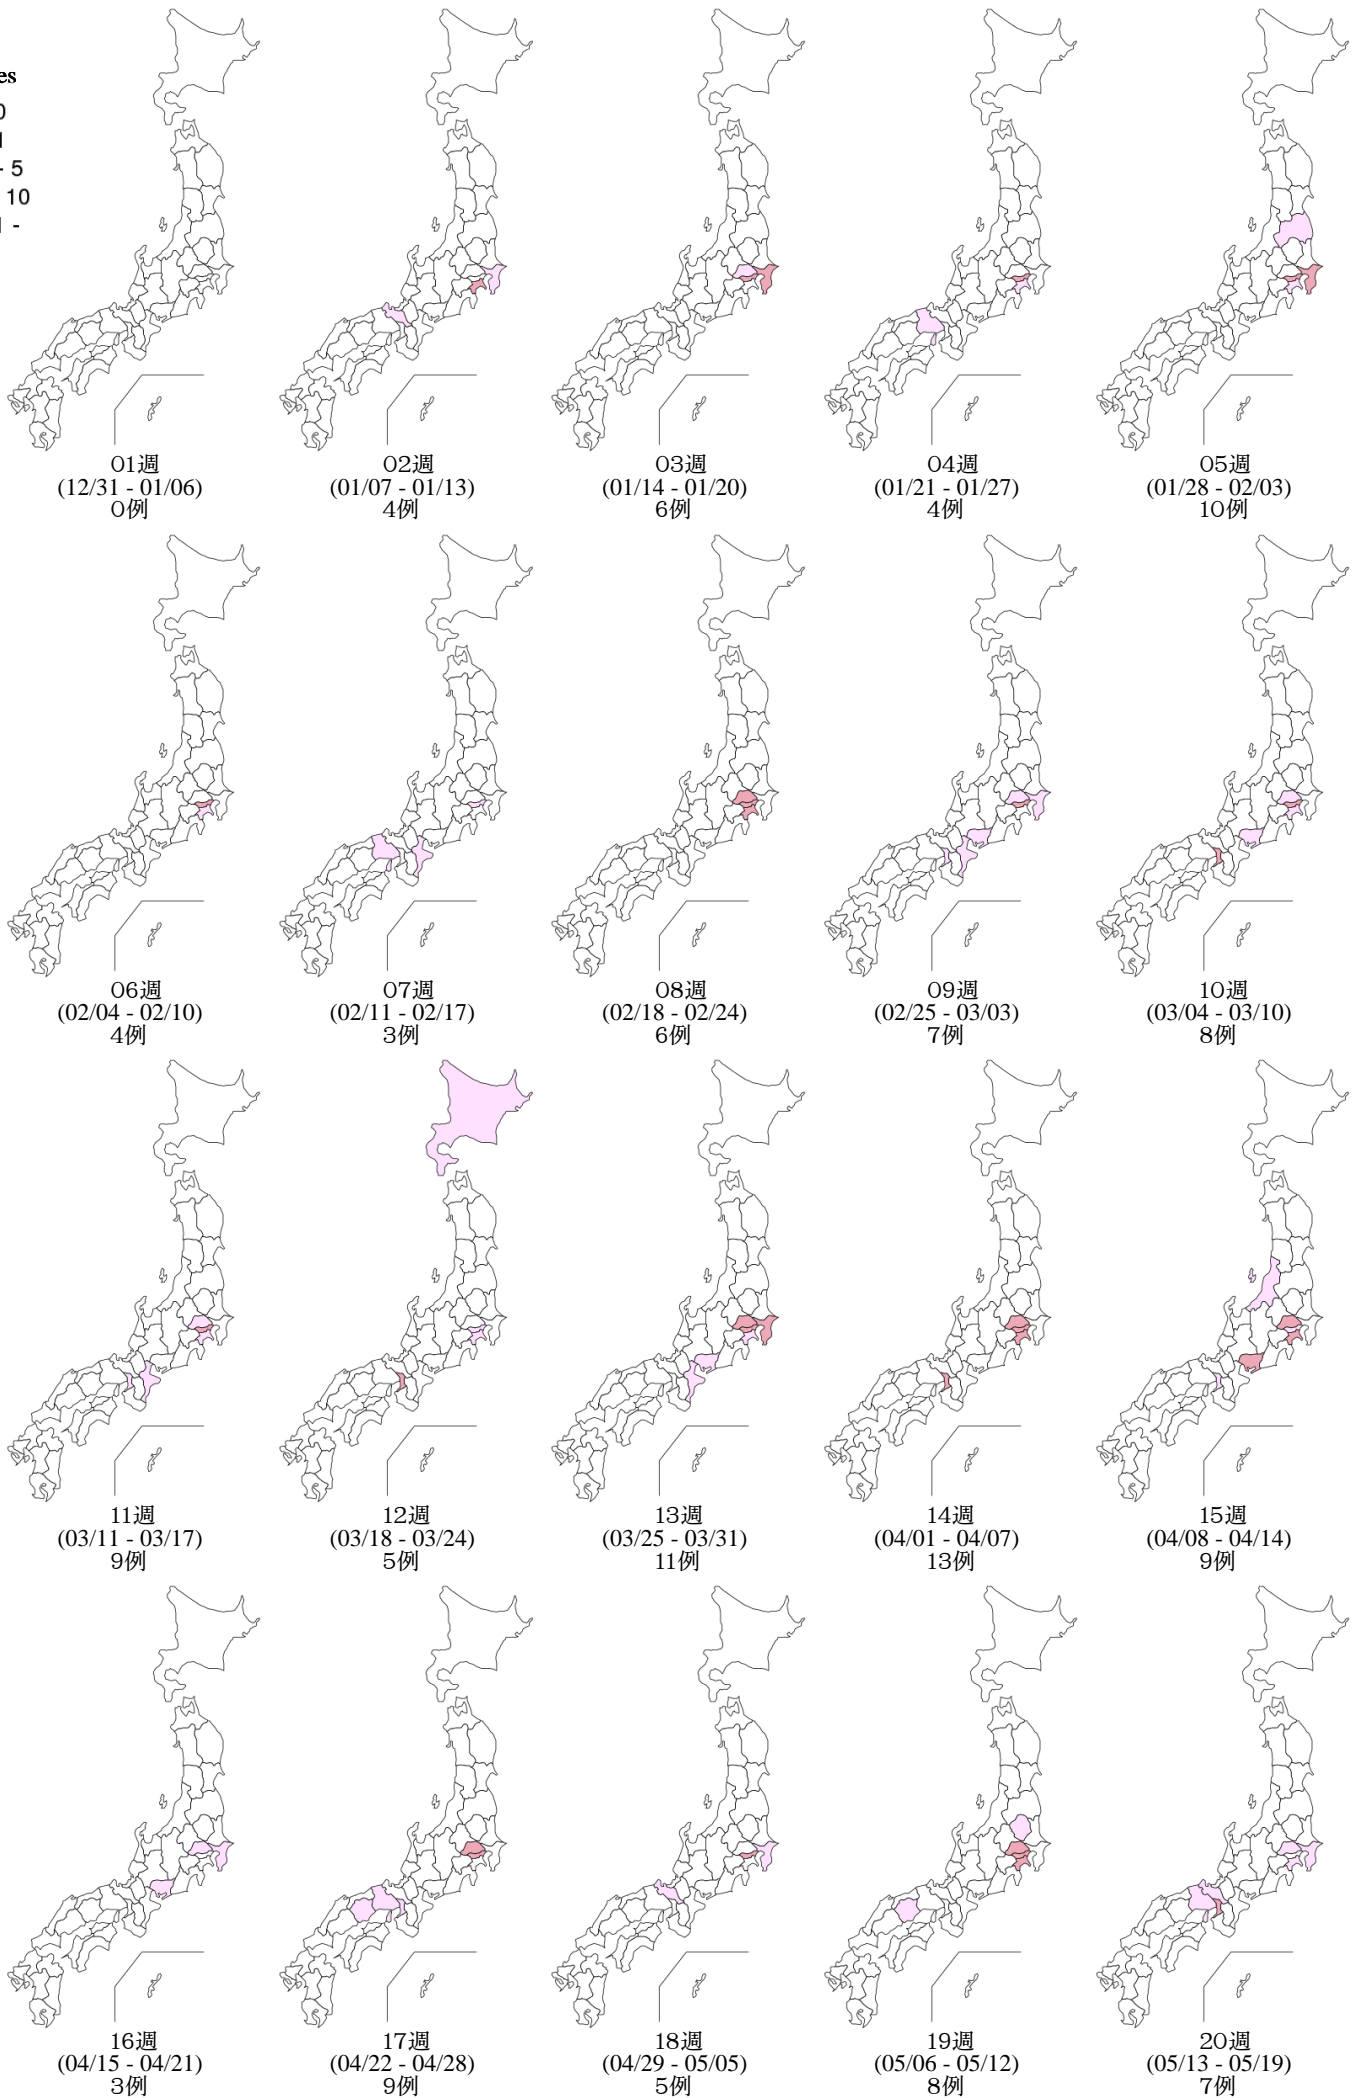 es
0
1
- 5
10
-
01週
(12/31 - 01/06)
0例
02週
(01/07 - 01/13)
4例
03週
(01/14 - 01/20)
6例
04週
(01/21 - 01/27)
4例
05週
(01/28 - 02/03)
10例
06週
(02/04 - 02/10)
4例
07週
(02/11 - 02/17)
3例
08週
(02/18 - 02/24)
6例
09週
(02/25 - 03/03)
7例
10週
(03/04 - 03/10)
8例
11週
(03/11 - 03/17)
9例
12週
(03/18 - 03/24)
5例
13週
(03/25 - 03/31)
11例
14週
(04/01 - 04/07)
13例
15週
(04/08 - 04/14)
9例
16週
(04/15 - 04/21)
3例
17週
(04/22 - 04/28)
9例
18週
(04/29 - 05/05)
5例
19週
(05/06 - 05/12)
8例
20週
(05/13 - 05/19)
7例